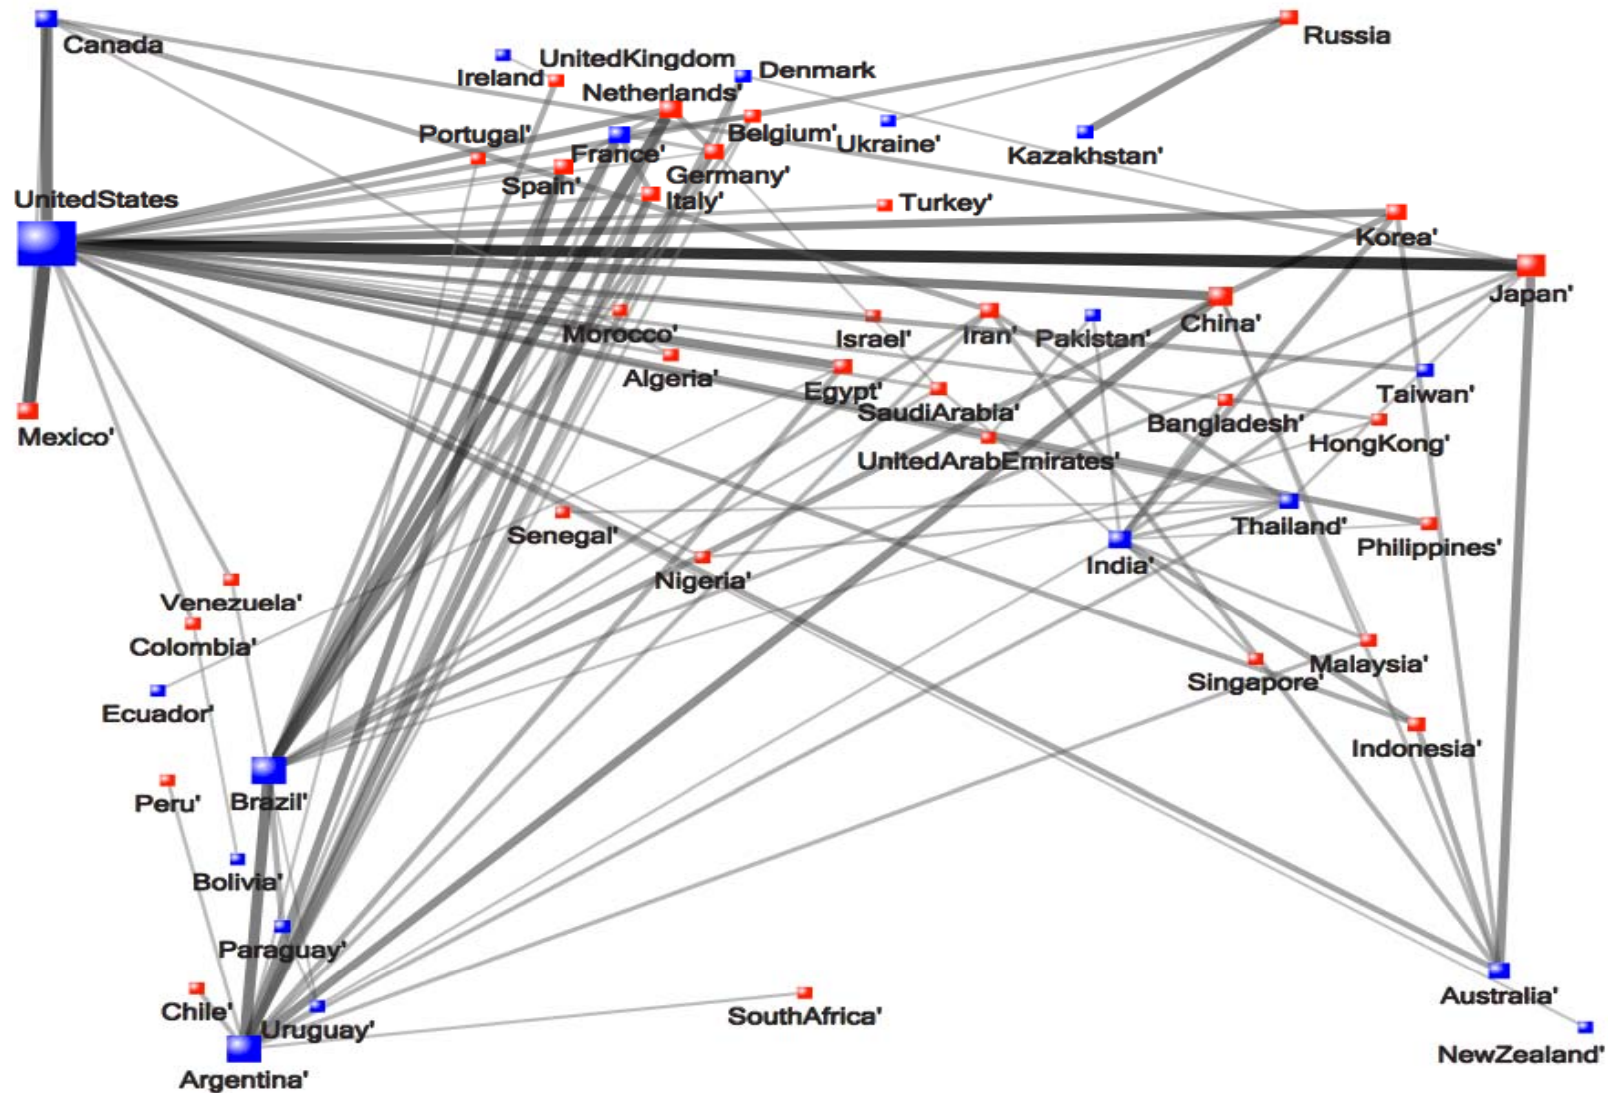 Canada
Russia
UnitedKingdom
Ireland
Denmark
Netherlands'
Portugal'
Belgium'
Ukraine'
France'
Kazakhstan'
Germany'
Spain'
Italy'
UnitedStates
Turkey'
Korea'
Japan'
Morocco'
Israel'
Iran'
Pakistan'
China'
Algeria'
Egypt'
Taiwan'
SaudiArabia'
Bangladesh'
Mexico'
HongKong'
UnitedArabEmirates'
Senegal'
Thailand'
Philippines'
India'
Nigeria'
Venezuela'
Colombia'
Malaysia'
Singapore'
Ecuador'
Indonesia'
Peru'
Brazil'
Bolivia'
Paraguay'
Australia'
Chile'
SouthAfrica'
Uruguay'
NewZealand'
Argentina'